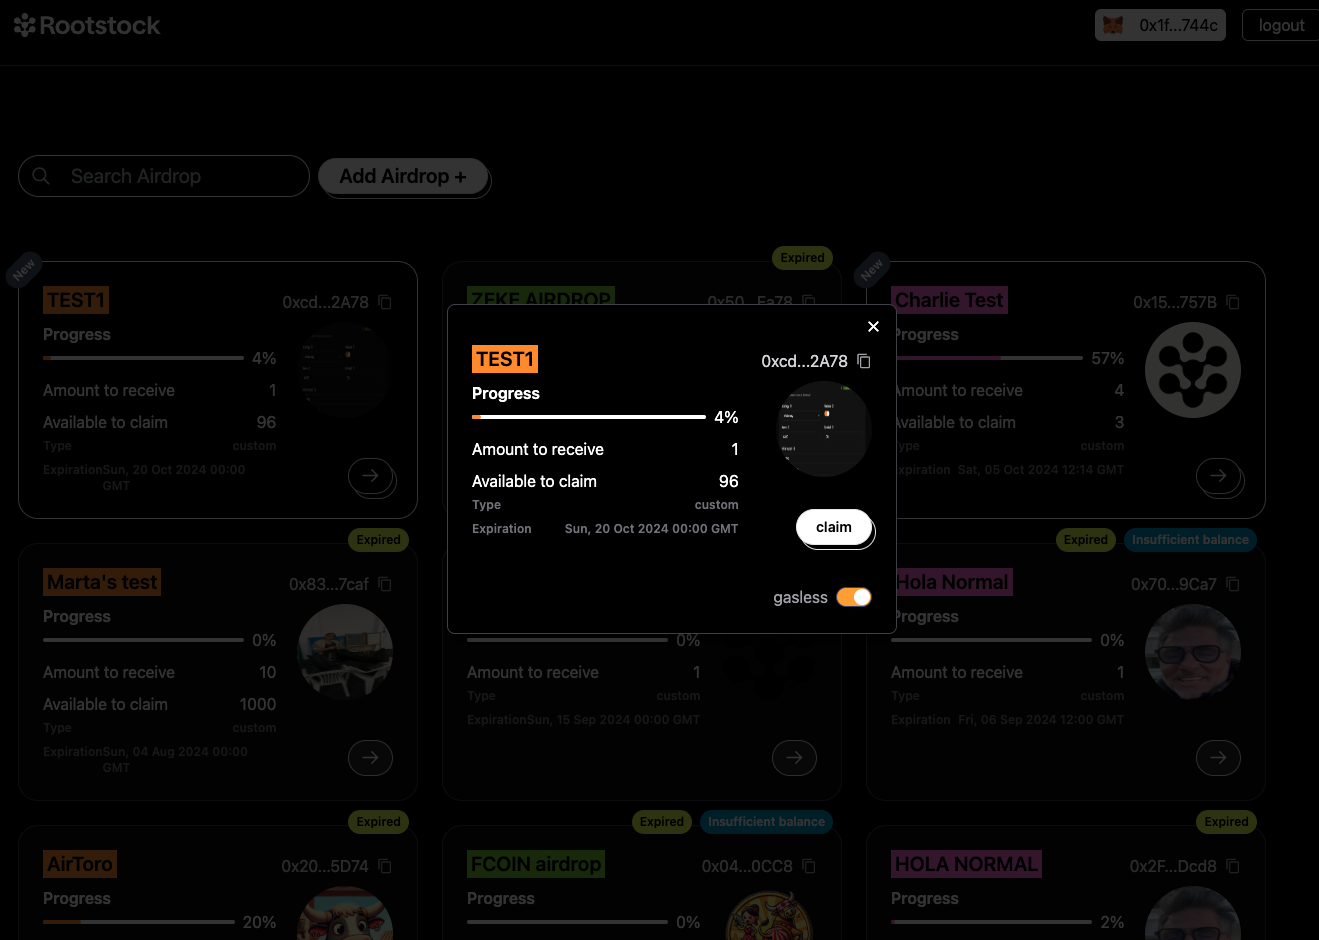 Rootstock
0x1f...744c
logout
Search Airdrop
Add Airdrop +
New
TEST1
0xcd...2A78
Progress
4%
Amount to receive 1
Available to claim 96
Type custom
Expiration Sun, 20 Oct 2024 00:00
GMT
Expired
ZEKE AIRDROP
0x50...Fa78
New
Charlie Test
0x15...757B
Progress
57%
Amount to receive 4
Available to claim 3
Type custom
Expiration Sat, 05 Oct 2024 12:14 GMT
TEST1
0xcd...2A78
Progress
4%
Amount to receive 1
Available to claim 96
Type custom
Expiration Sun, 20 Oct 2024 00:00 GMT
claim
gasless
Expired
Marta's test
0x83...7caf
Progress
0%
Amount to receive 10
Available to claim 1000
Type custom
Expiration Sun, 04 Aug 2024 00:00
GMT
0%
Amount to receive 1
Type custom
Expiration Sun, 15 Sep 2024 00:00 GMT
Expired
Insufficient balance
Hola Normal
0x70...9Ca7
Progress
0%
Amount to receive 1
Type custom
Expiration Fri, 06 Sep 2024 12:00 GMT
Expired
AirToro
0x20...5D74
Progress
20%
Expired
Insufficient balance
FCOIN airdrop
0x04...0CC8
Progress
0%
Expired
HOLA NORMAL
0x2F...Dcd8
Progress
2%